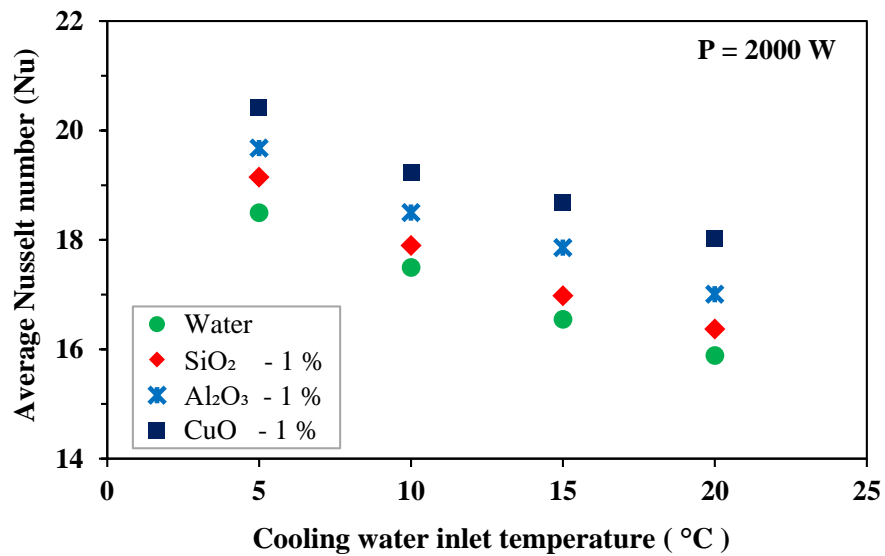 22
20
18
16
14
0
5
10
15
20
25
P = 2000 W
Average Nusselt number (Nu)
Water
SiO₂ - 1 %
Al₂O₃ - 1 %
CuO - 1 %
Cooling water inlet temperature ( °C )